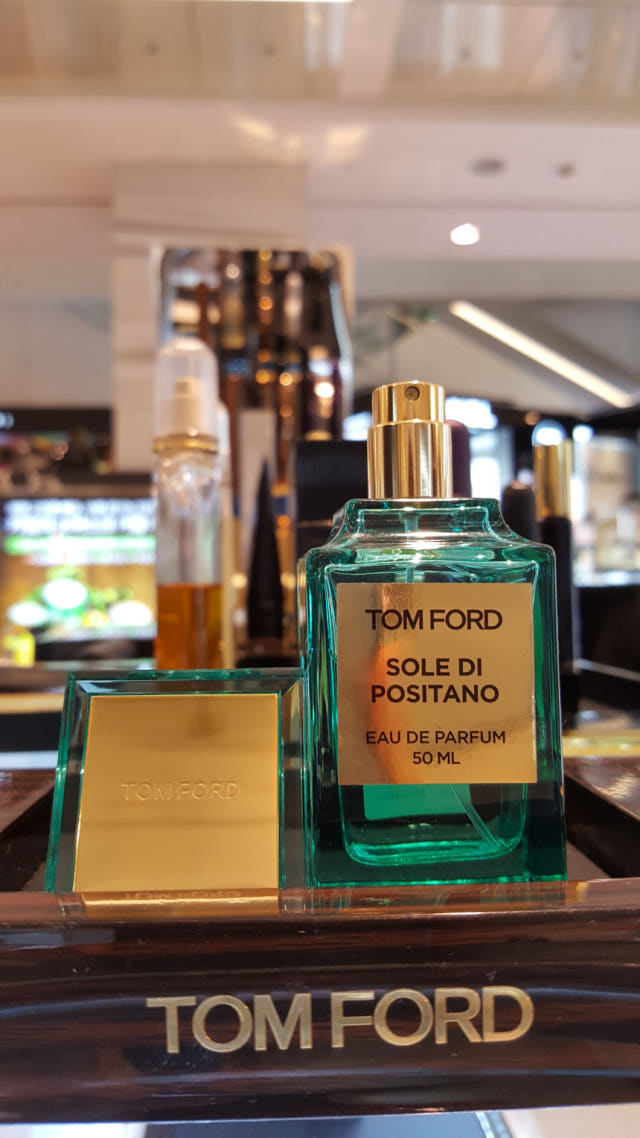 TOM FORD
SOLE DI
POSITANO
EAU DE PARFUM
50 ML
TOM FORD
TOM FORD